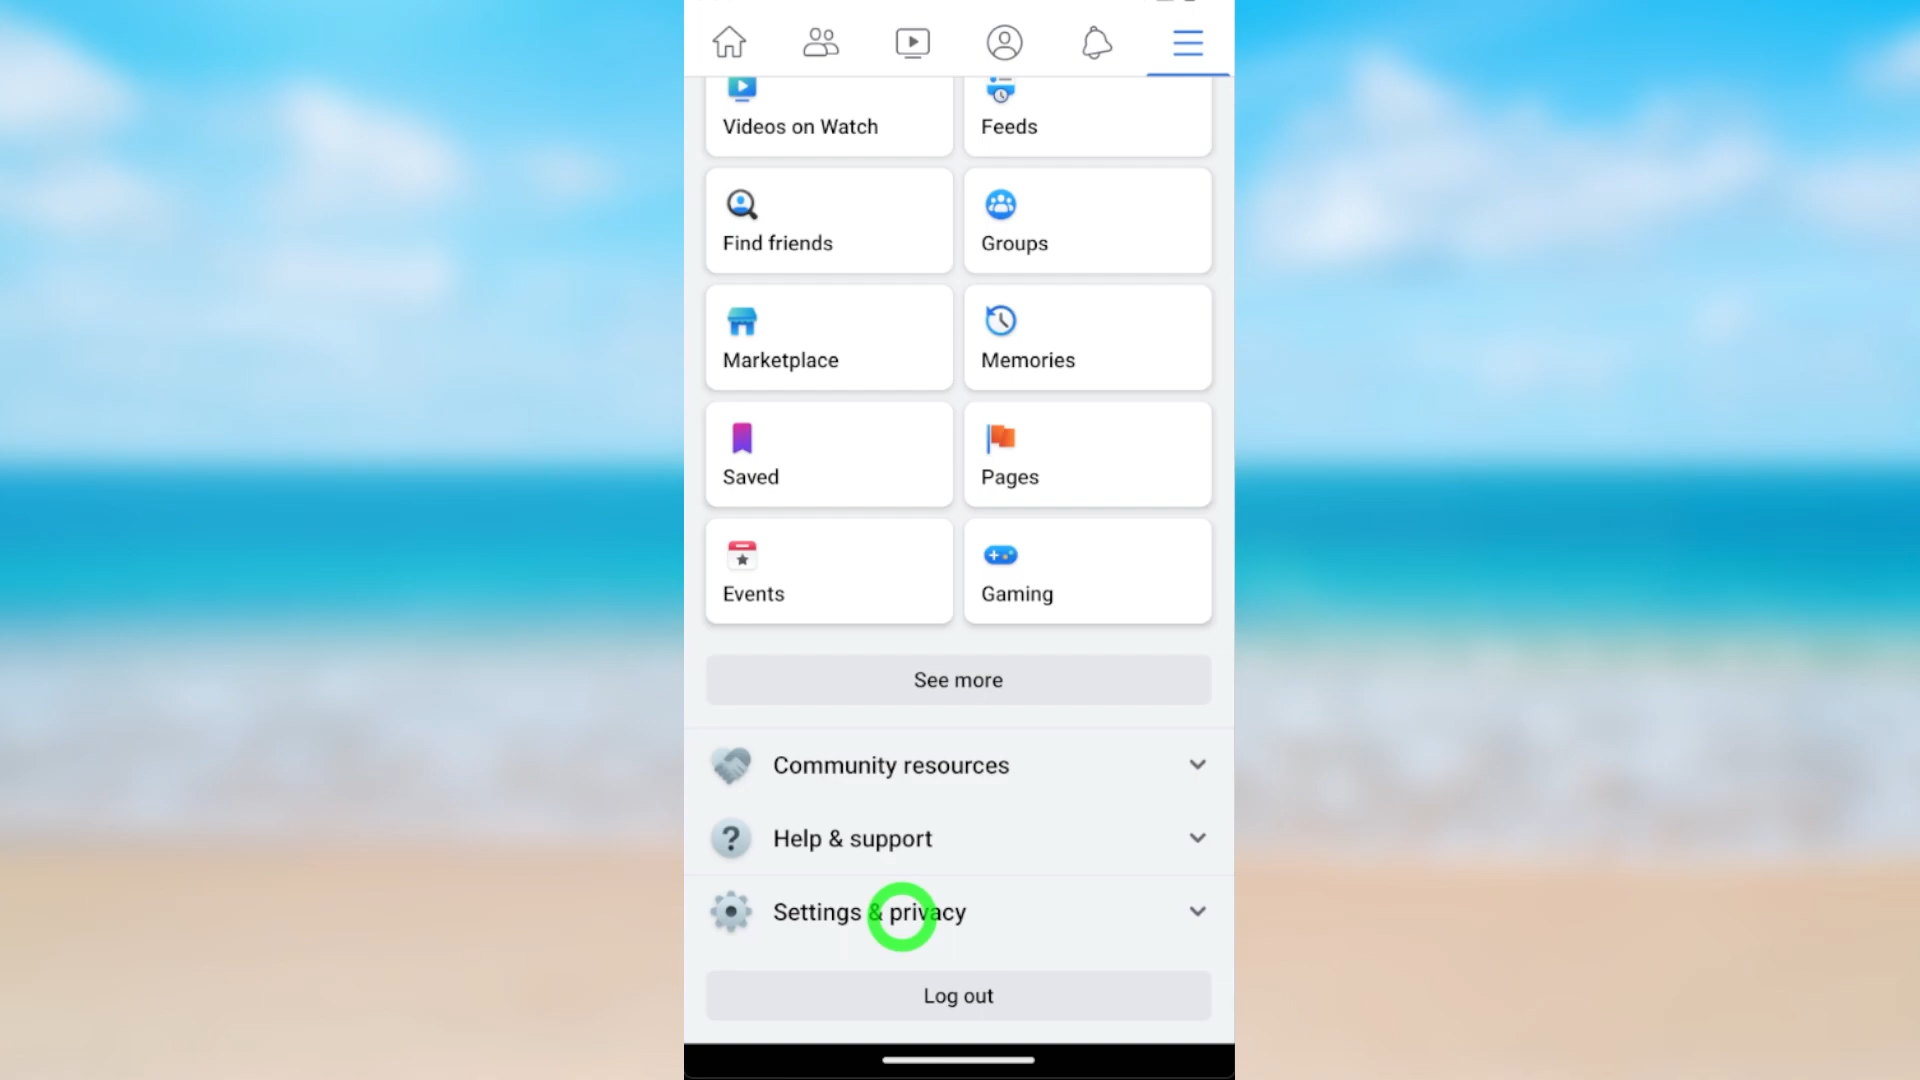 Videos on Watch
Feeds
Find friends
Groups
Marketplace
Memories
Saved
Pages
Events
Gaming
See more
Community resources
Help & support
Settings & privacy
Log out